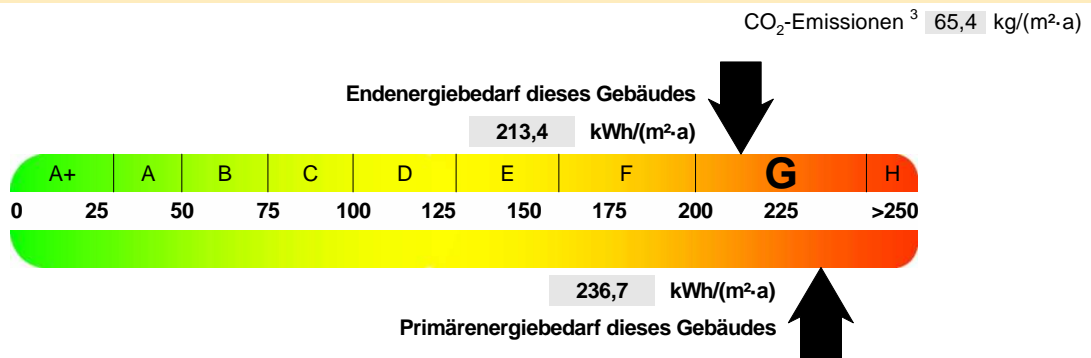 CO₂-Emissionen ³ 65,4 kg/(m²·a)
Endenergiebedarf dieses Gebäudes
213,4 kWh/(m²·a)
A+ A B C D E F G H
0 25 50 75 100 125 150 175 200 225 >250
236,7 kWh/(m²·a)
Primärenergiebedarf dieses Gebäudes